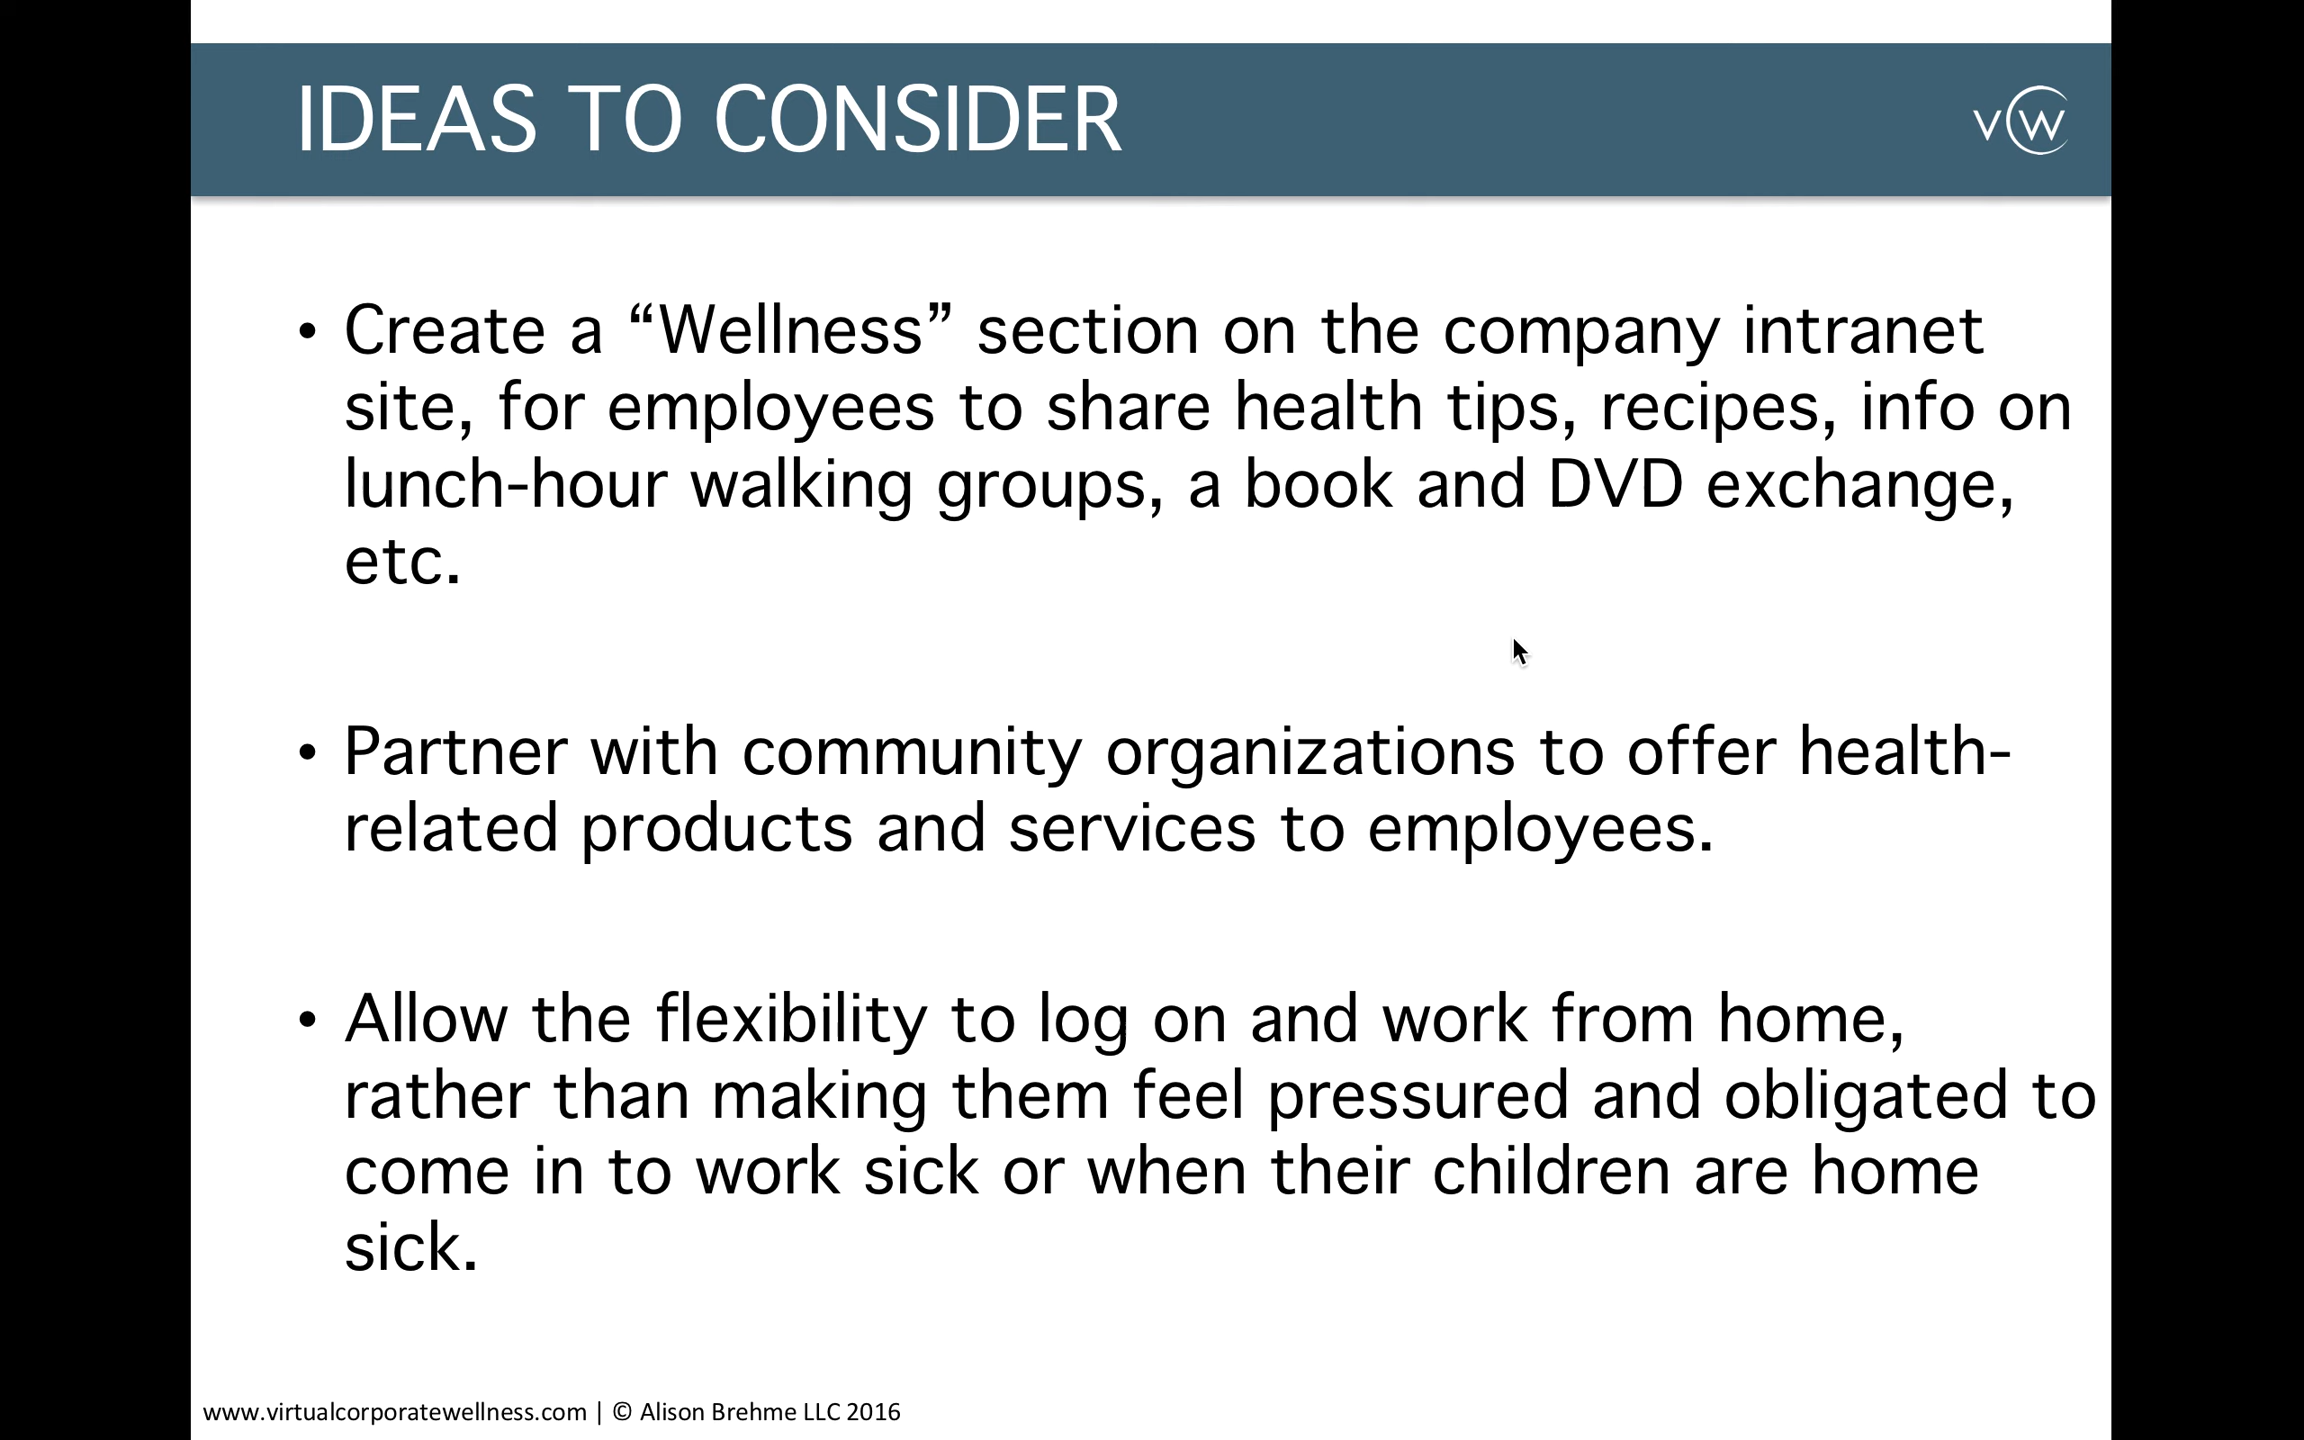 IDEAS TO CONSIDER
VCW
• Create a “Wellness” section on the company intranet
site, for employees to share health tips, recipes, info on
lunch-hour walking groups, a book and DVD exchange,
etc.
• Partner with community organizations to offer health-
related products and services to employees.
• Allow the flexibility to log on and work from home,
rather than making them feel pressured and obligated to
come in to work sick or when their children are home
sick.
www.virtualcorporatewellness.com | © Alison Brehme LLC 2016